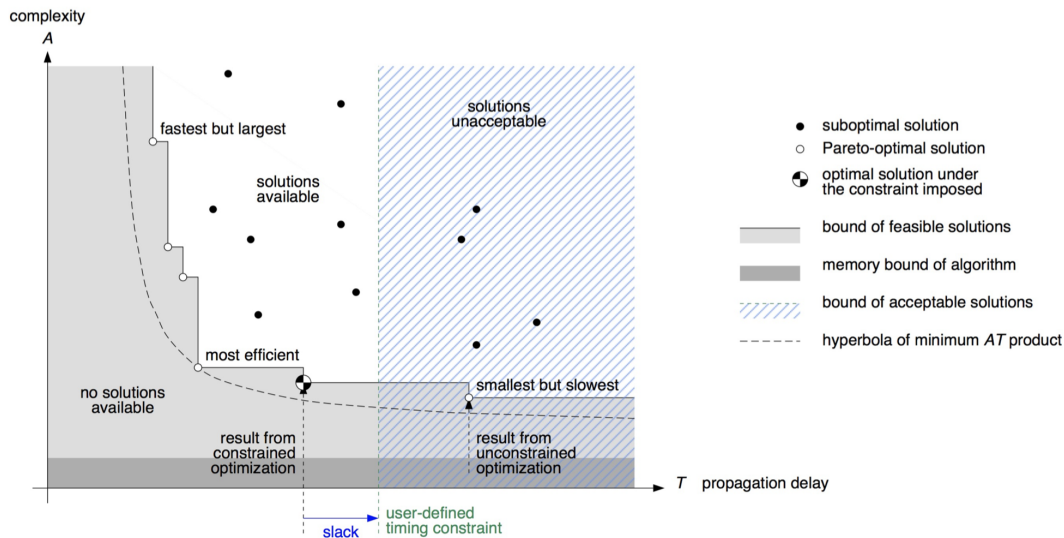 complexity
A
fastest but largest
solutions
available
solutions
unacceptable
suboptimal solution
Pareto-optimal solution
optimal solution under
the constraint imposed
bound of feasible solutions
memory bound of algorithm
bound of acceptable solutions
hyperbola of minimum AT product
most efficient
smallest but slowest
no solutions
available
result from
constrained
optimization
result from
unconstrained
optimization
T propagation delay
slack
user-defined
timing constraint